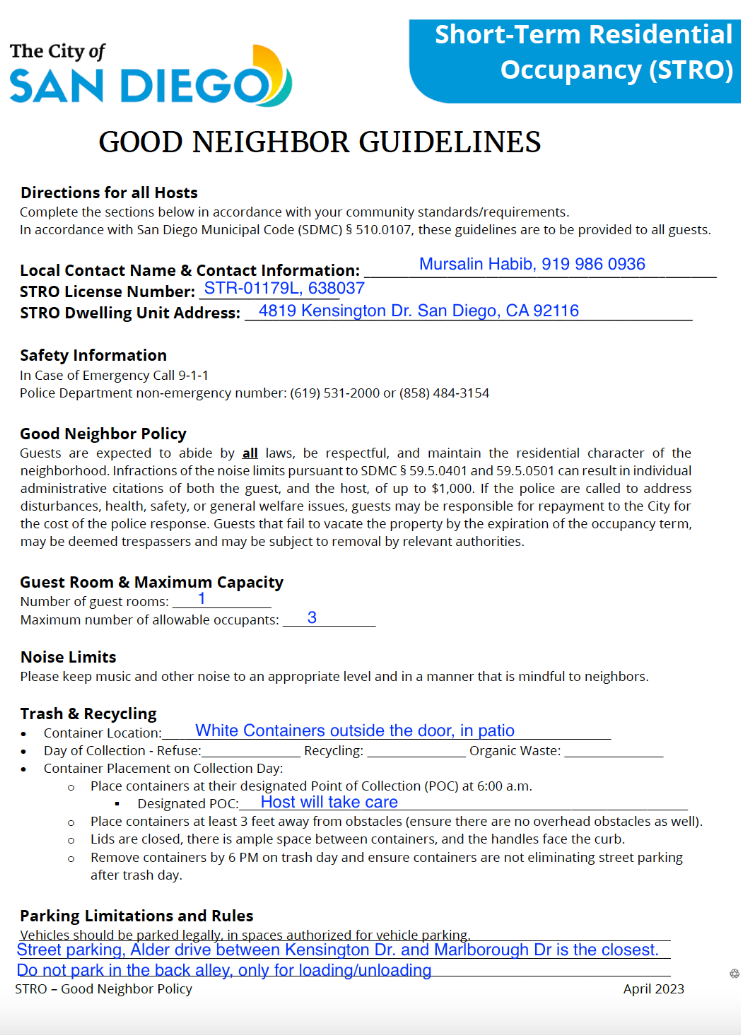 The City of
SAN DIEGO
Short-Term Residential
Occupancy (STRO)
GOOD NEIGHBOR GUIDELINES
Directions for all Hosts
Complete the sections below in accordance with your community standards/requirements.
In accordance with San Diego Municipal Code (SDMC) § 510.0107, these guidelines are to be provided to all guests.
Local Contact Name & Contact Information: Mursalin Habib, 919 986 0936
STRO License Number: STR-01179L, 638037
STRO Dwelling Unit Address: 4819 Kensington Dr. San Diego, CA 92116
Safety Information
In Case of Emergency Call 9-1-1
Police Department non-emergency number: (619) 531-2000 or (858) 484-3154
Good Neighbor Policy
Guests are expected to abide by all laws, be respectful, and maintain the residential character of the
neighborhood. Infractions of the noise limits pursuant to SDMC § 59.5.0401 and 59.5.0501 can result in individual
administrative citations of both the guest, and the host, of up to $1,000. If the police are called to address
disturbances, health, safety, or general welfare issues, guests may be responsible for repayment to the City for
the cost of the police response. Guests that fail to vacate the property by the expiration of the occupancy term,
may be deemed trespassers and may be subject to removal by relevant authorities.
Guest Room & Maximum Capacity
Number of guest rooms: 1
Maximum number of allowable occupants: 3
Noise Limits
Please keep music and other noise to an appropriate level and in a manner that is mindful to neighbors.
Trash & Recycling
• Container Location: White Containers outside the door, in patio
• Day of Collection - Refuse:____________ Recycling: ____________ Organic Waste: ____________
• Container Placement on Collection Day:
o Place containers at their designated Point of Collection (POC) at 6:00 a.m.
▪ Designated POC: Host will take care
o Place containers at least 3 feet away from obstacles (ensure there are no overhead obstacles as well).
o Lids are closed, there is ample space between containers, and the handles face the curb.
o Remove containers by 6 PM on trash day and ensure containers are not eliminating street parking
after trash day.
Parking Limitations and Rules
Vehicles should be parked legally, in spaces authorized for vehicle parking.
Street parking, Alder drive between Kensington Dr. and Marlborough Dr is the closest.
Do not park in the back alley, only for loading/unloading
STRO – Good Neighbor Policy April 2023